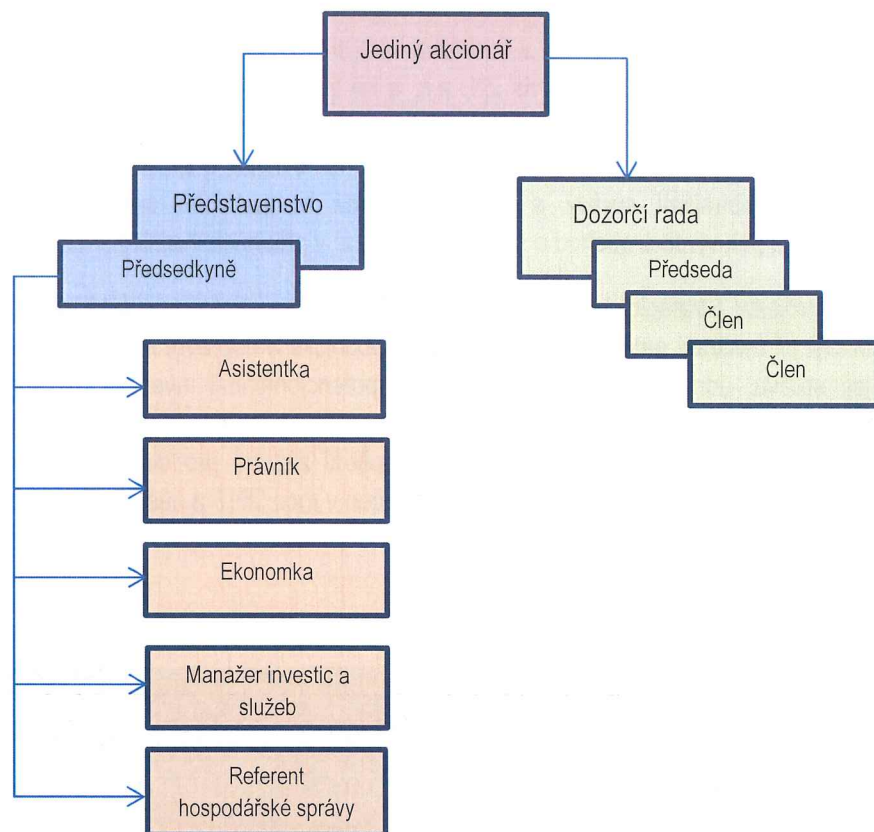 Jediný akcionář
Představenstvo
Předsedkyně
Dozorčí rada
Předseda
Člen
Člen
Asistentka
Právník
Ekonomka
Manažer investic a
služeb
Referent
hospodářské správy